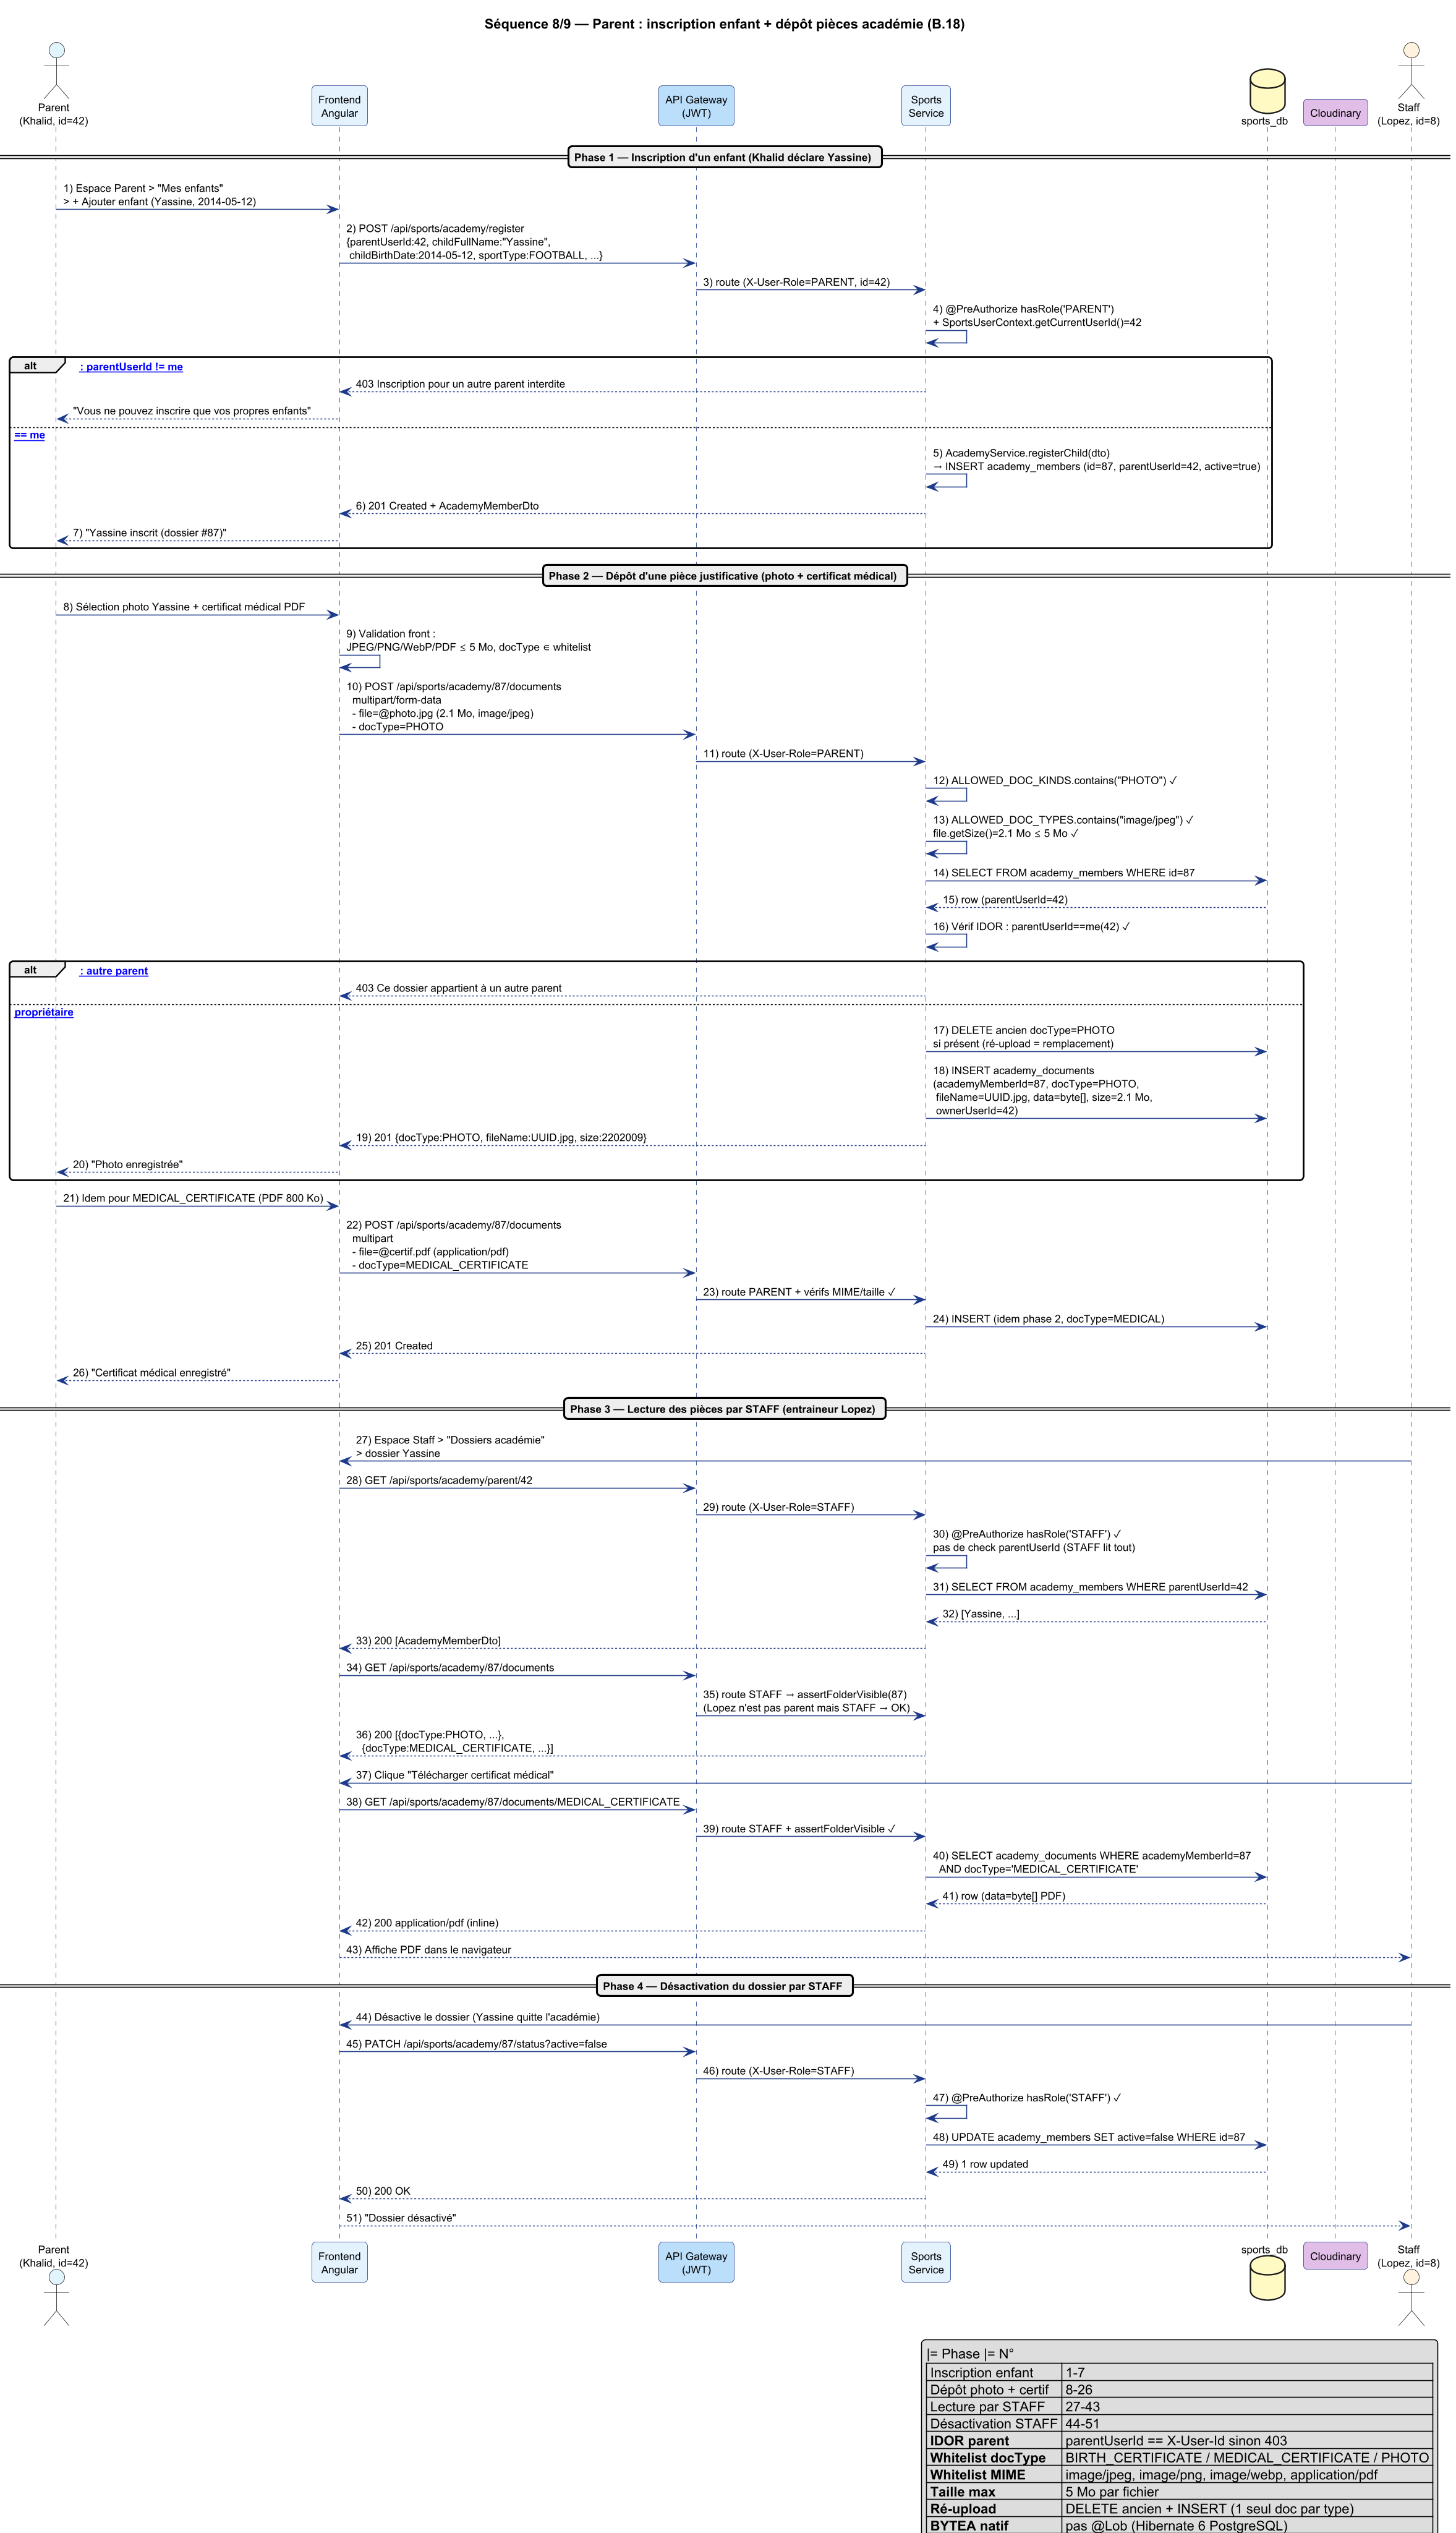 Séquence 8/9 — Parent : inscription enfant + dépôt pièces académie (B.18)
Parent
(Khalid, id=42)
Frontend
Angular
API Gateway
(JWT)
Sports
Service
sports_db
Cloudinary
Staff
(Lopez, id=8)
Phase 1 — Inscription d'un enfant (Khalid déclare Yassine)
1) Espace Parent > "Mes enfants"
> + Ajouter enfant (Yassine, 2014-05-12)
2) POST /api/sports/academy/register
{parentUserId:42, childFullName:"Yassine",
childBirthDate:2014-05-12, sportType:FOOTBALL, ...}
3) route (X-User-Role=PARENT, id=42)
4) @PreAuthorize hasRole('PARENT')
+ SportsUserContext.getCurrentUserId()=42
alt : parentUserId != me
403 Inscription pour un autre parent interdite
"Vous ne pouvez inscrire que vos propres enfants"
== me
5) AcademyService.registerChild(dto)
→ INSERT academy_members (id=87, parentUserId=42, active=true)
6) 201 Created + AcademyMemberDto
7) "Yassine inscrit (dossier #87)"
Phase 2 — Dépôt d'une pièce justificative (photo + certificat médical)
8) Sélection photo Yassine + certificat médical PDF
9) Validation front :
JPEG/PNG/WebP/PDF ≤ 5 Mo, docType ∈ whitelist
10) POST /api/sports/academy/87/documents
multipart/form-data
- file=@photo.jpg (2.1 Mo, image/jpeg)
- docType=PHOTO
11) route (X-User-Role=PARENT)
12) ALLOWED_DOC_KINDS.contains("PHOTO") ✓
13) ALLOWED_DOC_TYPES.contains("image/jpeg") ✓
file.getSize()=2.1 Mo ≤ 5 Mo ✓
14) SELECT FROM academy_members WHERE id=87
15) row (parentUserId=42)
16) Vérif IDOR : parentUserId==me(42) ✓
alt : autre parent
403 Ce dossier appartient à un autre parent
propriétaire
17) DELETE ancien docType=PHOTO
si présent (ré-upload = remplacement)
18) INSERT academy_documents
(academyMemberId=87, docType=PHOTO,
fileName=UUID.jpg, data=byte[], size=2.1 Mo,
ownerUserId=42)
19) 201 {docType:PHOTO, fileName:UUID.jpg, size:2202009}
20) "Photo enregistrée"
21) Idem pour MEDICAL_CERTIFICATE (PDF 800 Ko)
22) POST /api/sports/academy/87/documents
multipart
- file=@certif.pdf (application/pdf)
- docType=MEDICAL_CERTIFICATE
23) route PARENT + vérifs MIME/taille ✓
24) INSERT (idem phase 2, docType=MEDICAL)
25) 201 Created
26) "Certificat médical enregistré"
Phase 3 — Lecture des pièces par STAFF (entraineur Lopez)
27) Espace Staff > "Dossiers académie"
> dossier Yassine
28) GET /api/sports/academy/parent/42
29) route (X-User-Role=STAFF)
30) @PreAuthorize hasRole('STAFF') ✓
pas de check parentUserId (STAFF lit tout)
31) SELECT FROM academy_members WHERE parentUserId=42
32) [Yassine, ...]
33) 200 [AcademyMemberDto]
34) GET /api/sports/academy/87/documents
35) route STAFF → assertFolderVisible(87)
(Lopez n'est pas parent mais STAFF → OK)
36) 200 [{docType:PHOTO, ...},
{docType:MEDICAL_CERTIFICATE, ...}]
37) Clique "Télécharger certificat médical"
38) GET /api/sports/academy/87/documents/MEDICAL_CERTIFICATE
39) route STAFF + assertFolderVisible ✓
40) SELECT academy_documents WHERE academyMemberId=87
AND docType='MEDICAL_CERTIFICATE'
41) row (data=byte[] PDF)
42) 200 application/pdf (inline)
43) Affiche PDF dans le navigateur
Phase 4 — Désactivation du dossier par STAFF
44) Désactive le dossier (Yassine quitte l'académie)
45) PATCH /api/sports/academy/87/status?active=false
46) route (X-User-Role=STAFF)
47) @PreAuthorize hasRole('STAFF') ✓
48) UPDATE academy_members SET active=false WHERE id=87
49) 1 row updated
50) 200 OK
51) "Dossier désactivé"
Parent
(Khalid, id=42)
Frontend
Angular
API Gateway
(JWT)
Sports
Service
sports_db
Cloudinary
Staff
(Lopez, id=8)
|= Phase |= N°
Inscription enfant 1-7
Dépôt photo + certif 8-26
Lecture par STAFF 27-43
Désactivation STAFF 44-51
IDOR parent parentUserId == X-User-Id sinon 403
Whitelist docType BIRTH_CERTIFICATE / MEDICAL_CERTIFICATE / PHOTO
Whitelist MIME image/jpeg, image/png, image/webp, application/pdf
Taille max 5 Mo par fichier
Ré-upload DELETE ancien + INSERT (1 seul doc par type)
BYTEA natif pas @Lob (Hibernate 6 PostgreSQL)